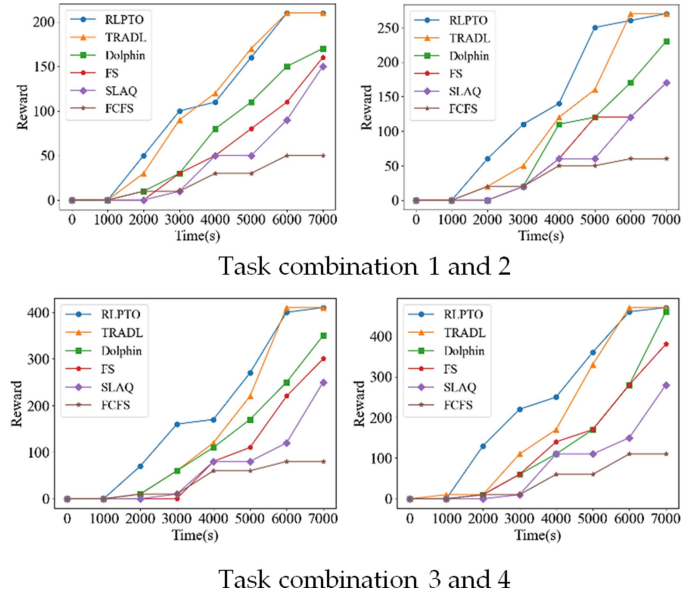 RLPTO
TRADL
Dolphin
FS
SLAQ
FCFS
Reward
200
150
100
50
0
0 1000 2000 3000 4000 5000 6000 7000
Time(s)
RLPTO
TRADL
Dolphin
FS
SLAQ
FCFS
Reward
250
200
150
100
50
0
0 1000 2000 3000 4000 5000 6000 7000
Time(s)
Task combination 1 and 2
RLPTO
TRADL
Dolphin
FS
SLAQ
FCFS
Reward
400
300
200
100
0
0 1000 2000 3000 4000 5000 6000 7000
Time(s)
RLPTO
TRADL
Dolphin
FS
SLAQ
FCFS
Reward
400
300
200
100
0
0 1000 2000 3000 4000 5000 6000 7000
Time(s)
Task combination 3 and 4